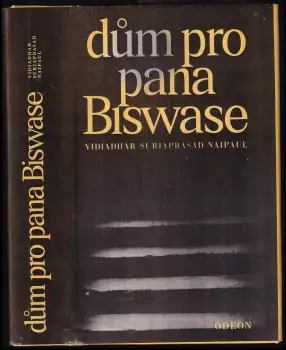 dům pro
pana
Biswase
VIDIADHAR SURIAPRASAD NAIPAUL
ODEON
VIDIADHAR
SURIAPRASAD
NAIPAUL
dům pro pana Biswase